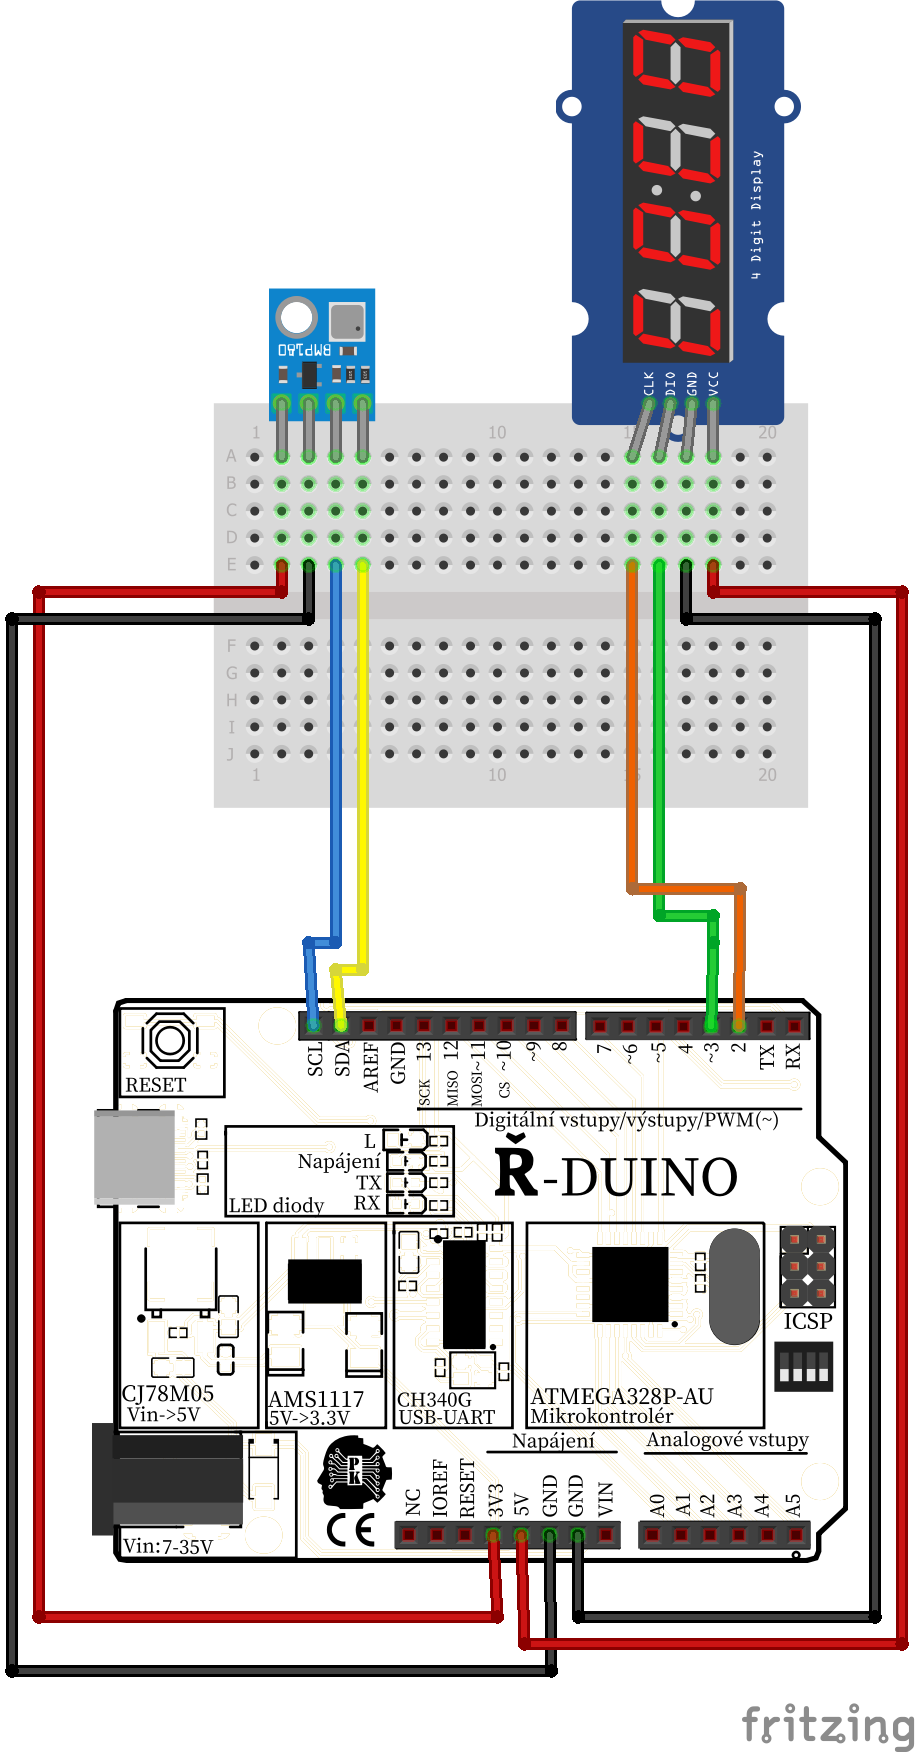 4 Digit Display
CLK
DIO
GND
VCC
BMP180
1
10
15
20
A
B
C
D
E
F
G
H
I
J
1
10
15
20
SCL
SDA
AREF
GND
13
12
~11
~10
~9
8
7
~6
~5
4
~3
2
TX
RX
SCK
MISO
MOSI
CS
RESET
Digitální vstupy/výstupy/PWM(~)
L
Napájení
TX
RX
LED diody
Ř-DUINO
ICSP
CJ78M05
Vin->5V
AMS1117
5V->3.3V
CH340G
USB-UART
ATMEGA328P-AU
Mikrokontrolér
Napájení
Analogové vstupy
PK
CE
NC
IOREF
RESET
3V3
5V
GND
GND
VIN
A0
A1
A2
A3
A4
A5
Vin:7-35V
fritzing